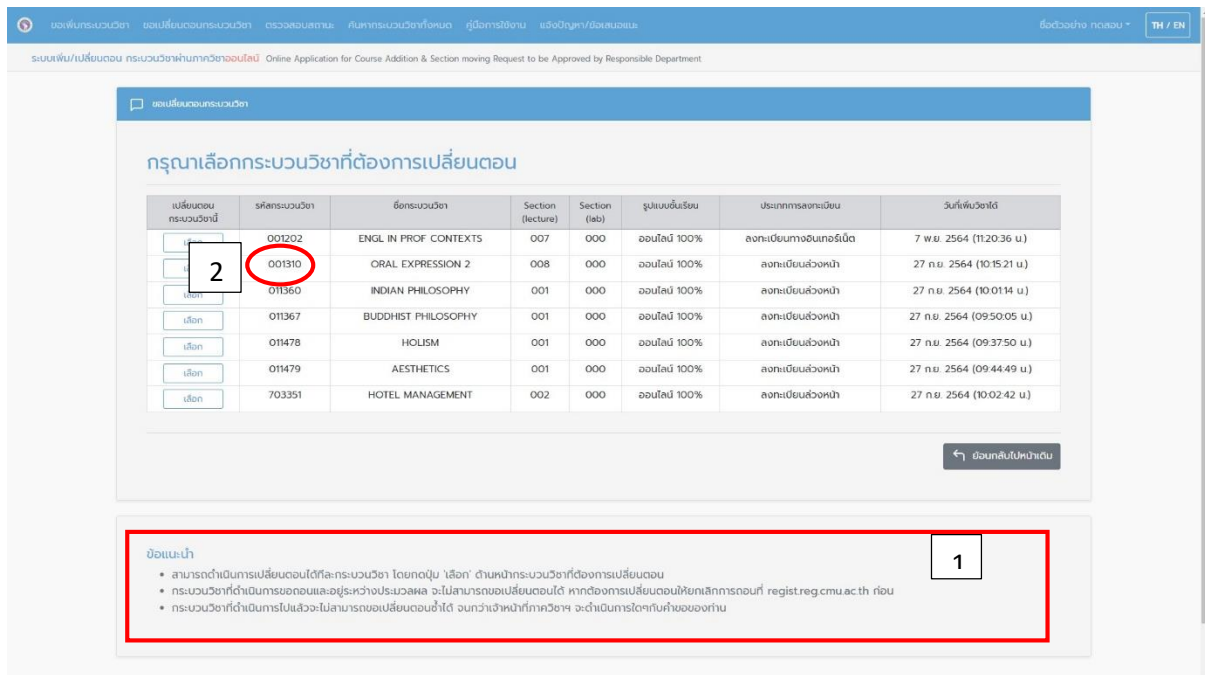 ขอเพิ่มกระบวนวิชา ขอเปลี่ยนตอนกระบวนวิชา ตรวจสอบสถานะ ค้นหากระบวนวิชาทั้งหมด คู่มือการใช้งาน แจ้งปัญหา/ข้อเสนอแนะ ชื่อตัวอย่าง ทดสอบ TH / EN
ระบบเพิ่ม/เปลี่ยนตอน กระบวนวิชาผ่านภาควิชาออนไลน์ Online Application for Course Addition & Section moving Request to be Approved by Responsible Department
ขอเปลี่ยนตอนกระบวนวิชา
กรุณาเลือกกระบวนวิชาที่ต้องการเปลี่ยนตอน
เปลี่ยนตอน กระบวนวิชานี้ รหัสกระบวนวิชา ชื่อกระบวนวิชา Section (lecture) Section (lab) รูปแบบชั้นเรียน ประเภทการลงทะเบียน วันที่เพิ่มวิชาได้
001202 ENGL IN PROF CONTEXTS 007 000 ออนไลน์ 100% ลงทะเบียนทางอินเทอร์เน็ต 7 พ.ย. 2564 (11:20:36 น.)
2 001310 ORAL EXPRESSION 2 008 000 ออนไลน์ 100% ลงทะเบียนล่วงหน้า 27 ก.ย. 2564 (10:15:21 น.)
เลือก 011360 INDIAN PHILOSOPHY 001 000 ออนไลน์ 100% ลงทะเบียนล่วงหน้า 27 ก.ย. 2564 (10:01:14 น.)
เลือก 011367 BUDDHIST PHILOSOPHY 001 000 ออนไลน์ 100% ลงทะเบียนล่วงหน้า 27 ก.ย. 2564 (09:50:05 น.)
เลือก 011478 HOLISM 001 000 ออนไลน์ 100% ลงทะเบียนล่วงหน้า 27 ก.ย. 2564 (09:37:50 น.)
เลือก 011479 AESTHETICS 001 000 ออนไลน์ 100% ลงทะเบียนล่วงหน้า 27 ก.ย. 2564 (09:44:49 น.)
เลือก 703351 HOTEL MANAGEMENT 002 000 ออนไลน์ 100% ลงทะเบียนล่วงหน้า 27 ก.ย. 2564 (10:02:42 น.)
ย้อนกลับไปหน้าเดิม
1
ข้อแนะนำ
• สามารถดำเนินการเปลี่ยนตอนได้ทีละกระบวนวิชา โดยกดปุ่ม 'เลือก' ด้านหน้ากระบวนวิชาที่ต้องการเปลี่ยนตอน
• กระบวนวิชาที่ดำเนินการขอถอนและอยู่ระหว่างประมวลผล จะไม่สามารถขอเปลี่ยนตอนได้ หากต้องการเปลี่ยนตอนให้ยกเลิกการถอนที่ regist.reg.cmu.ac.th ก่อน
• กระบวนวิชาที่ดำเนินการไปแล้วจะไม่สามารถขอเปลี่ยนตอนซ้ำได้ จนกว่าเจ้าหน้าที่ภาควิชาฯ จะดำเนินการใดๆกับคำขอของท่าน